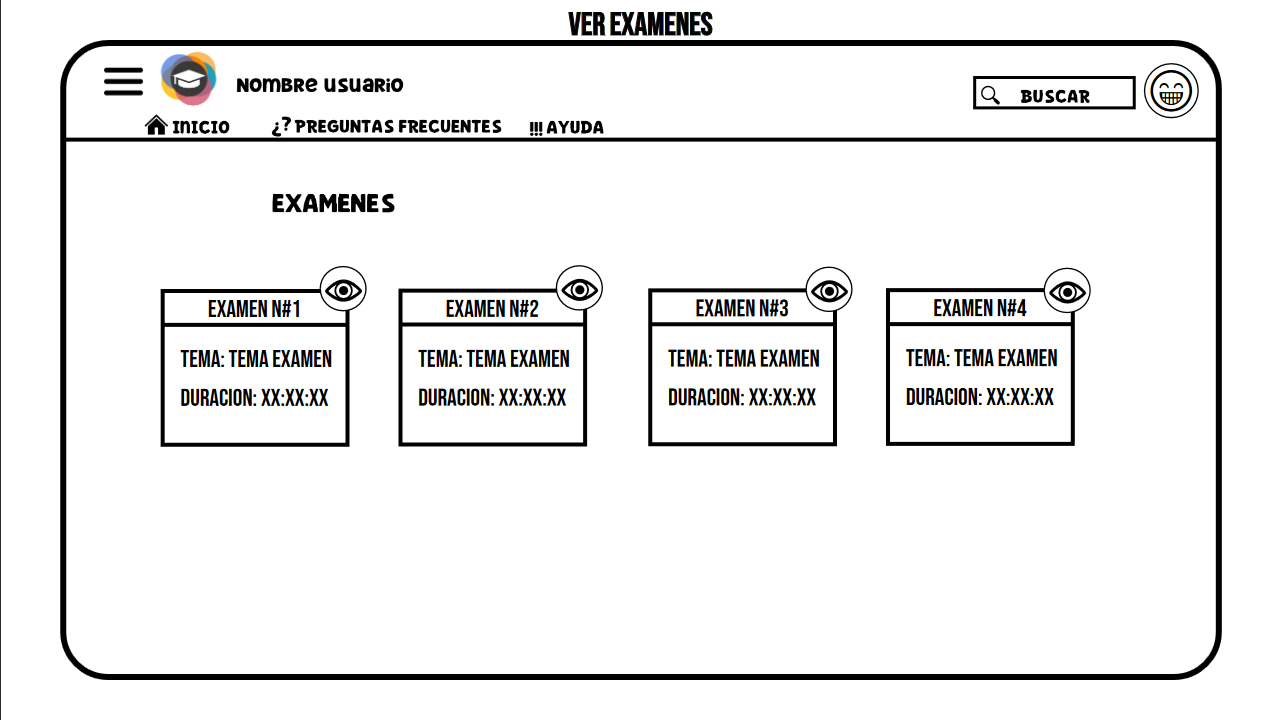 VER EXAMENES
NOMBRE USUARIO
BUSCAR
INICIO
¿? PREGUNTAS FRECUENTES
!!! AYUDA
EXAMENES
EXAMEN N#1
TEMA: TEMA EXAMEN
DURACION: XX:XX:XX
EXAMEN N#2
TEMA: TEMA EXAMEN
DURACION: XX:XX:XX
EXAMEN N#3
TEMA: TEMA EXAMEN
DURACION: XX:XX:XX
EXAMEN N#4
TEMA: TEMA EXAMEN
DURACION: XX:XX:XX